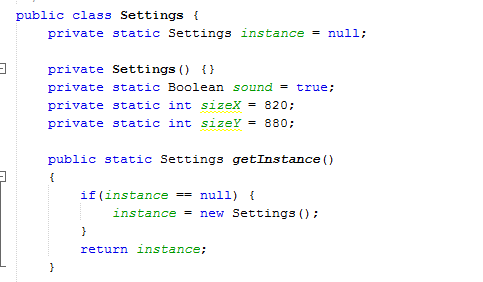 public class Settings {
    private static Settings instance = null;

    private Settings() {}
    private static Boolean sound = true;
    private static int sizeX = 820;
    private static int sizeY = 880;

    public static Settings getInstance()
    {
        if(instance == null) {
            instance = new Settings();
        }
        return instance;
    }